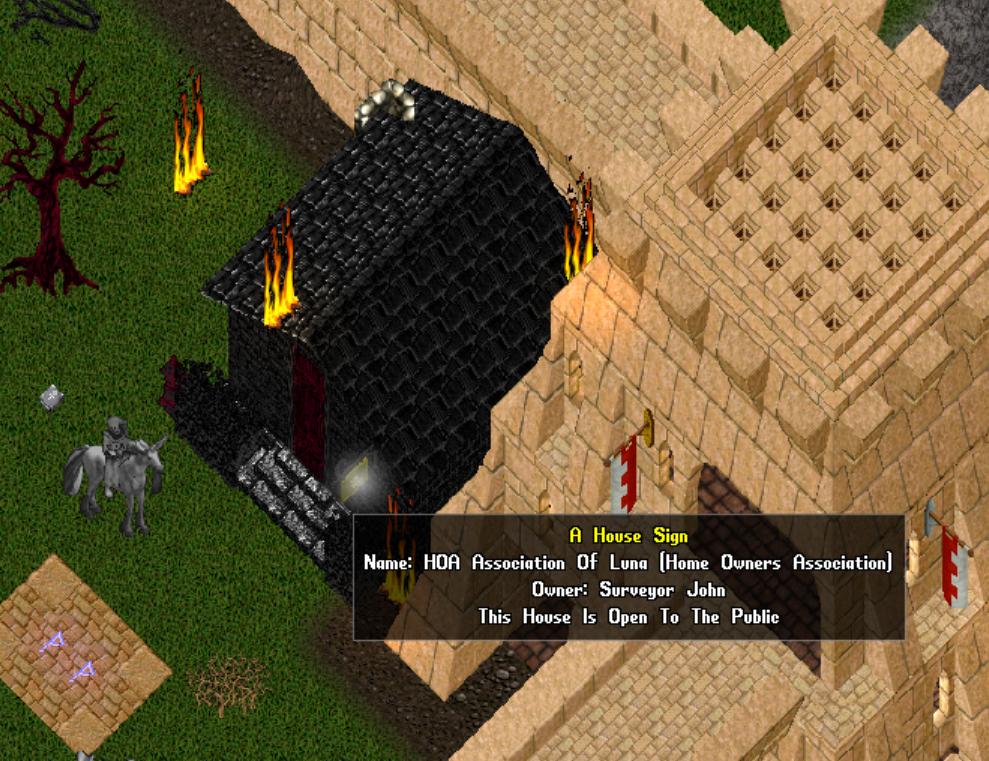 A House Sign
Name: HOA Association Of Luna (Home Owners Association)
Owner: Surveyor John
This House Is Open To The Public